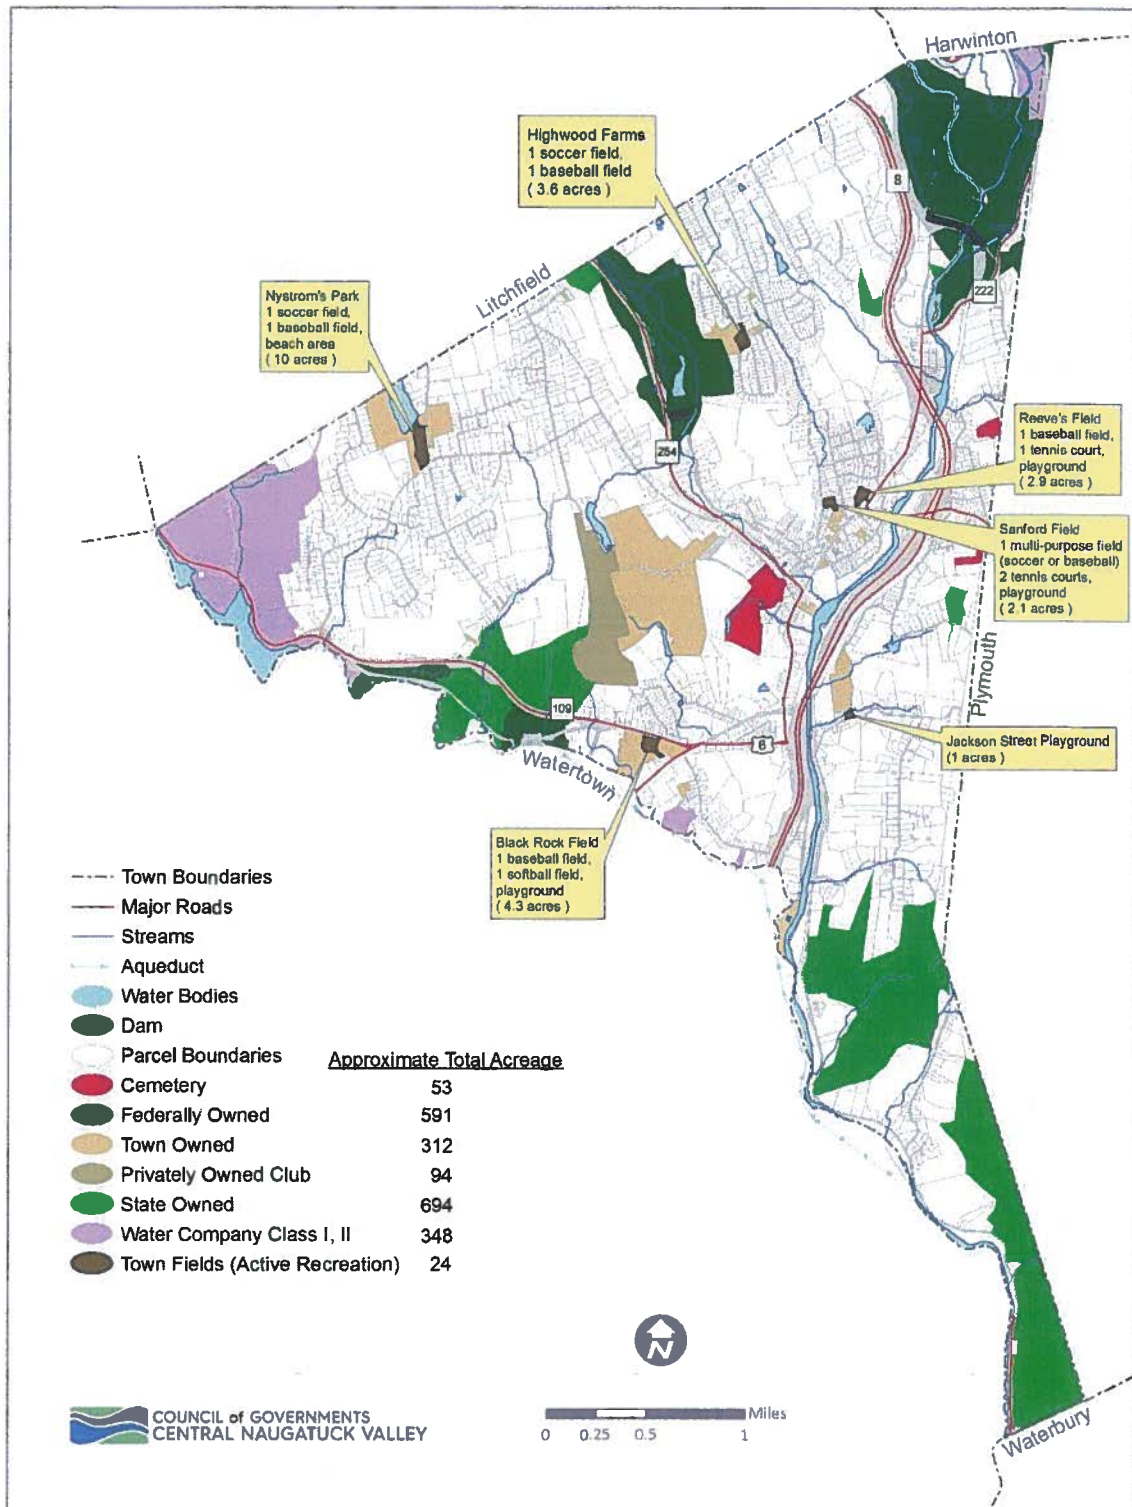 Harwinton
Highwood Farms
1 soccer field,
1 baseball field
( 3.6 acres )
8
Litchfield
222
Nystrom's Park
1 soccer field,
1 baseball field,
beach area
( 10 acres )
Reeve's Field
1 baseball field,
1 tennis court,
playground
( 2.9 acres )
254
Sanford Field
1 multi-purpose field
(soccer or baseball)
2 tennis courts,
playground
( 2.1 acres )
Plymouth
109
6
Jackson Street Playground
(1 acres )
Watertown
Black Rock Field
1 baseball field,
1 softball field,
playground
( 4.3 acres )
Town Boundaries
Major Roads
Streams
Aqueduct
Water Bodies
Dam
Parcel Boundaries Approximate Total Acreage
Cemetery 53
Federally Owned 591
Town Owned 312
Privately Owned Club 94
State Owned 694
Water Company Class I, II 348
Town Fields (Active Recreation) 24
N
COUNCIL of GOVERNMENTS
CENTRAL NAUGATUCK VALLEY
Miles
0 0.25 0.5 1
Waterbury